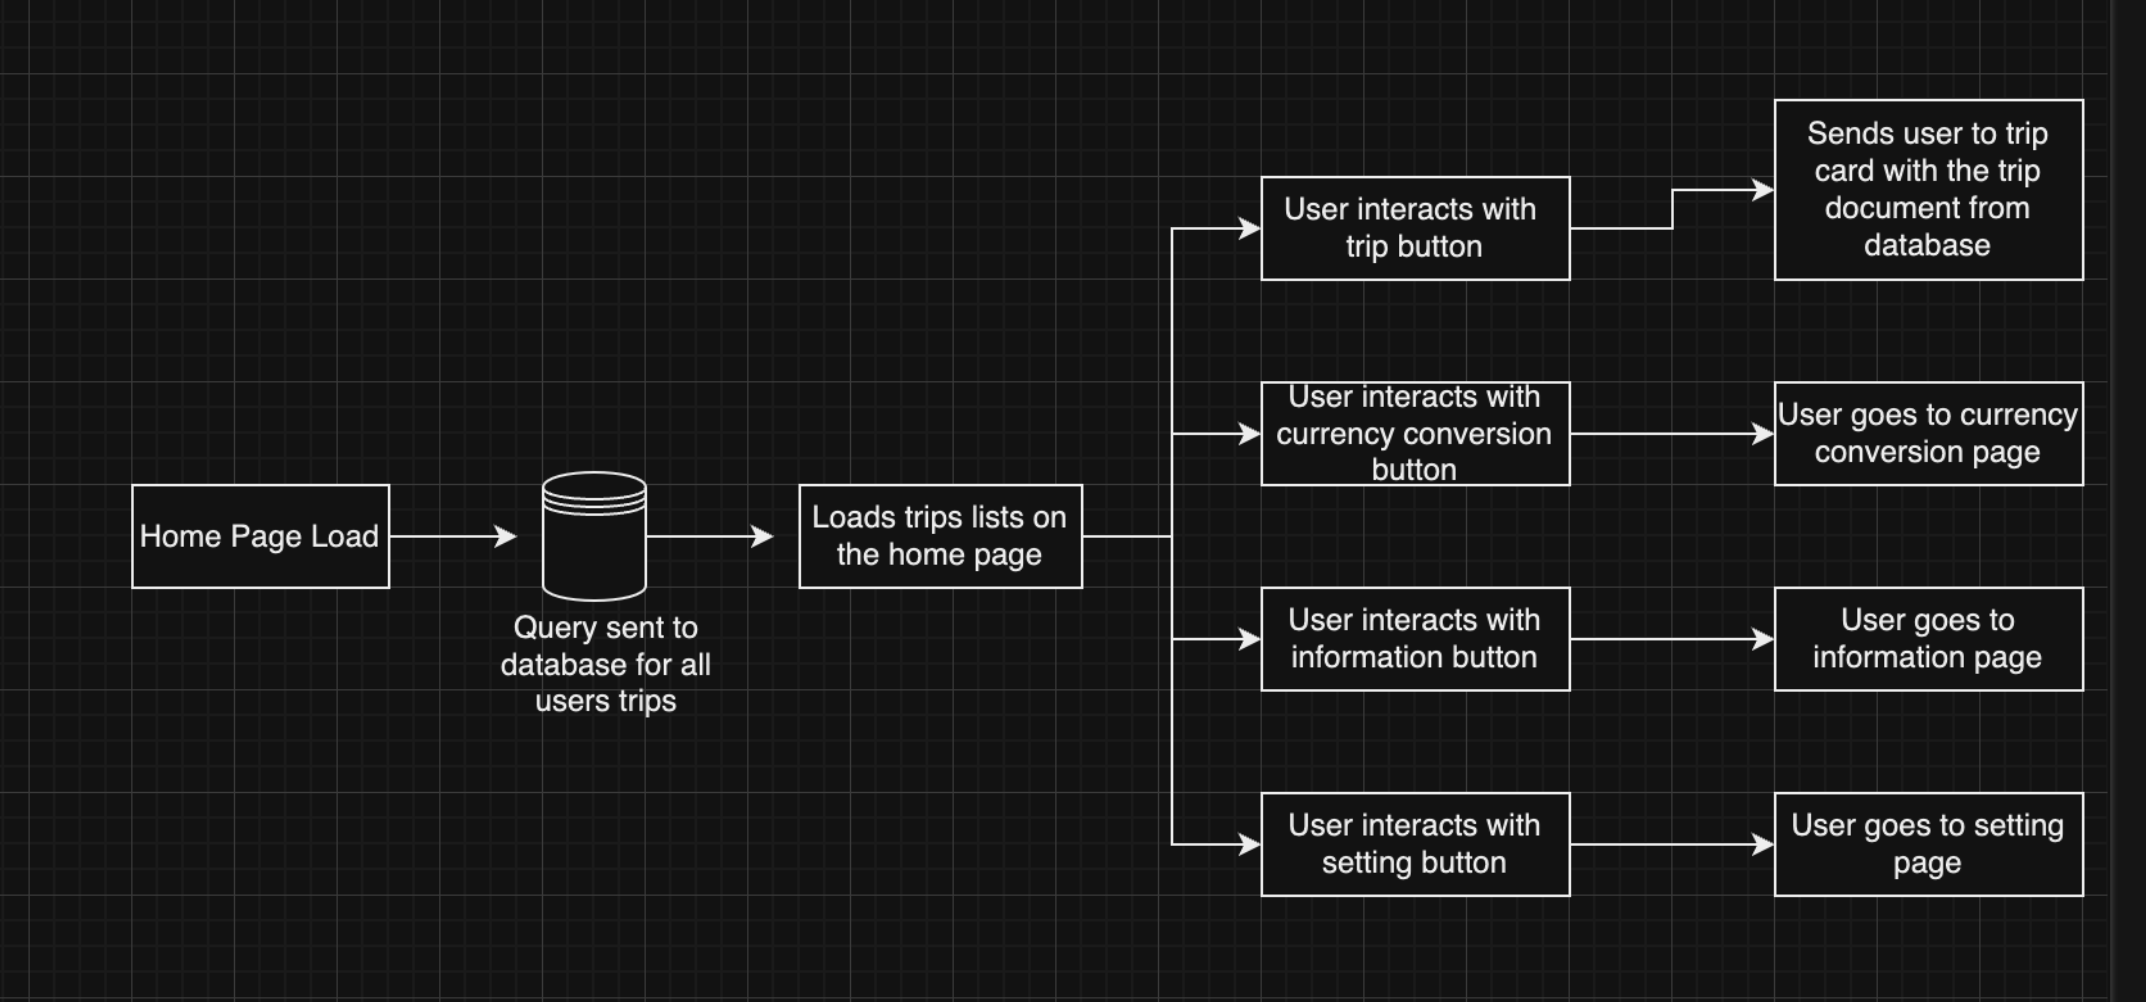 Home Page Load
Query sent to
database for all
users trips
Loads trips lists on
the home page
User interacts with
trip button
Sends user to trip
card with the trip
document from
database
User interacts with
currency conversion
button
User goes to currency
conversion page
User interacts with
information button
User goes to
information page
User interacts with
setting button
User goes to setting
page